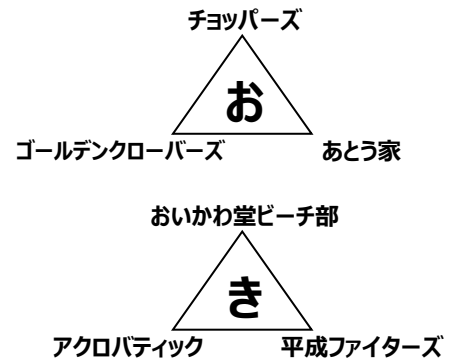 チョッパーズ
お
ゴールデンクローバーズ
あとう家
おいかわ堂ビーチ部
き
アクロバティック
平成ファイターズ